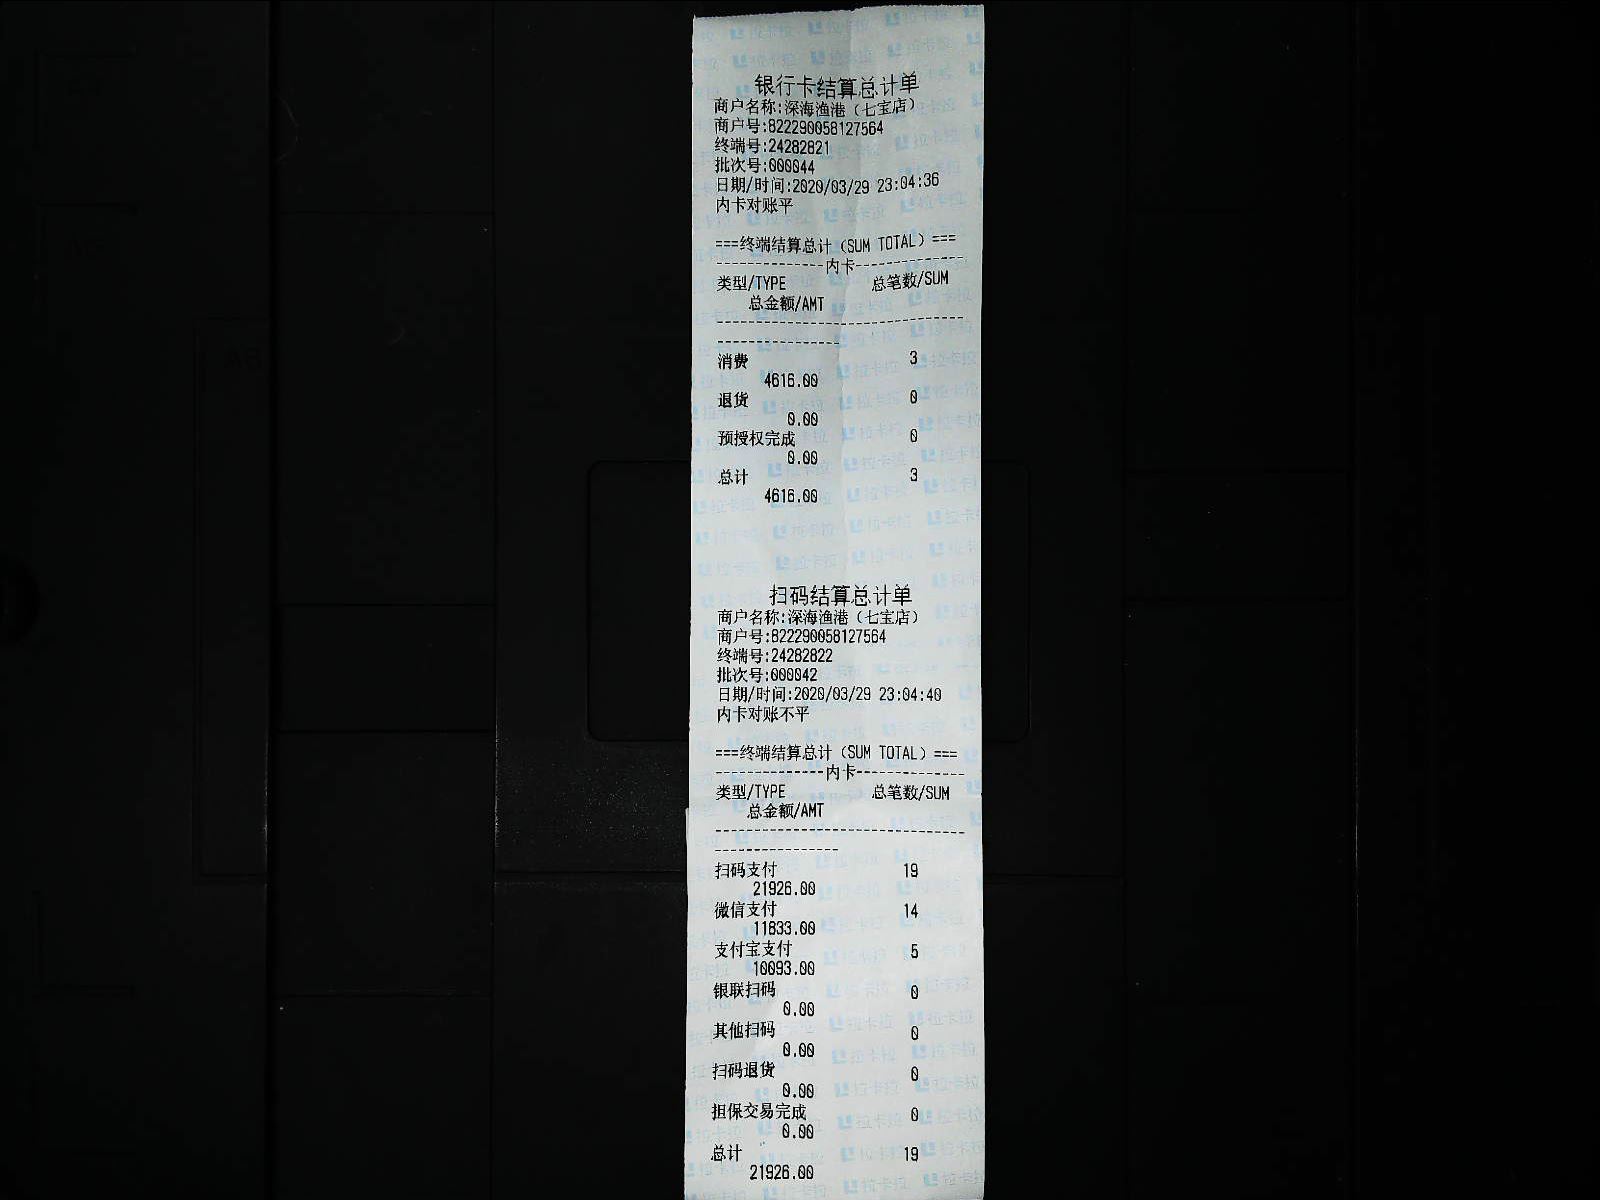 银行卡结算总计单
商户名称:深海渔港（七宝店）
商户号:822290058127564
终端号:24282821
批次号:000044
日期/时间:2020/03/29 23:04:36
内卡对账平
===终端结算总计（SUM TOTAL）===
--------------内卡--------------
类型/TYPE 总笔数/SUM
总金额/AMT
消费 3
4616.00
退货 0
0.00
预授权完成 0
0.00
总计 3
4616.00
扫码结算总计单
商户名称:深海渔港（七宝店）
商户号:822290058127564
终端号:24282822
批次号:000042
日期/时间:2020/03/29 23:04:40
内卡对账不平
===终端结算总计（SUM TOTAL）===
--------------内卡--------------
类型/TYPE 总笔数/SUM
总金额/AMT
扫码支付 19
21926.00
微信支付 14
11833.00
支付宝支付 5
10093.00
银联扫码 0
0.00
其他扫码 0
0.00
扫码退货 0
0.00
担保交易完成 0
0.00
总计 19
21926.00